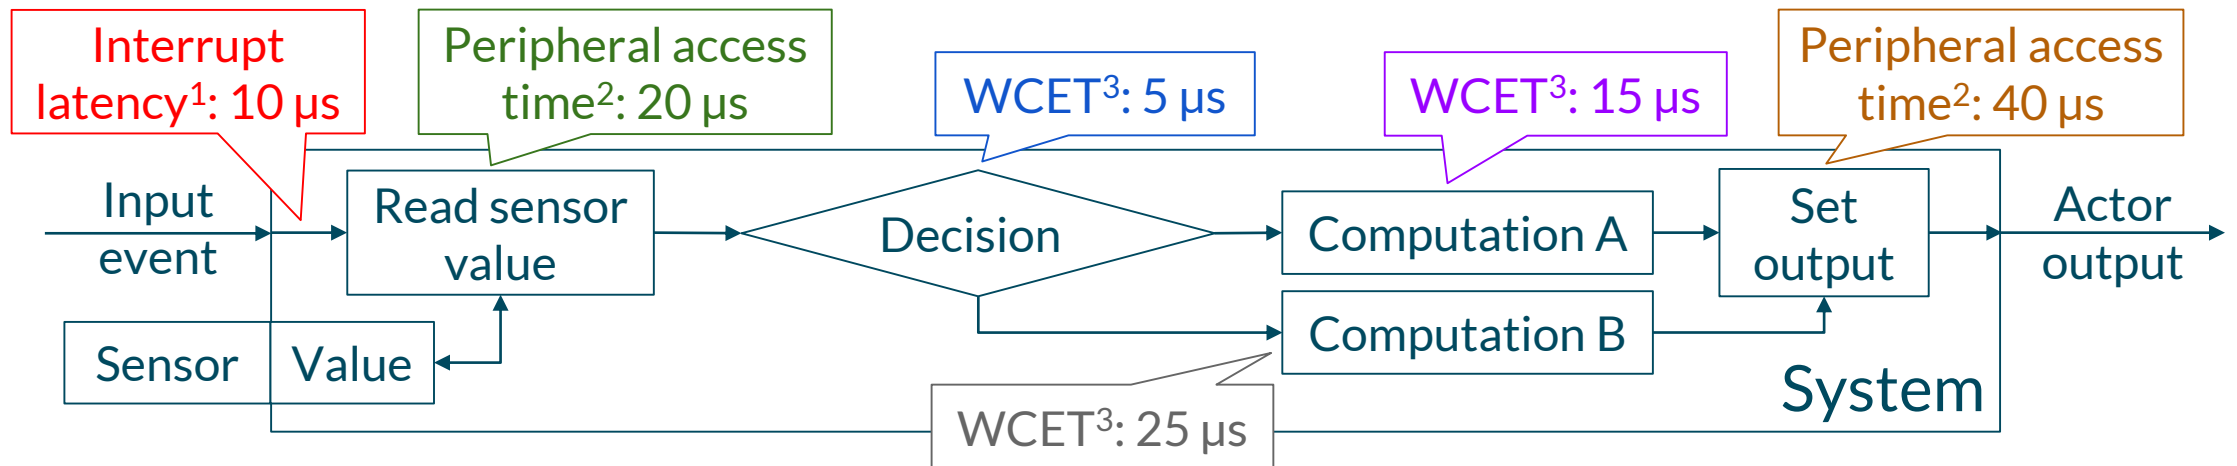 Interrupt
latency¹: 10 µs
Peripheral access
time²: 20 µs
WCET³: 5 µs
WCET³: 15 µs
Peripheral access
time²: 40 µs
Input
event
Read sensor
value
Decision
Computation A
Set
output
Actor
output
Sensor
Value
Computation B
WCET³: 25 µs
System